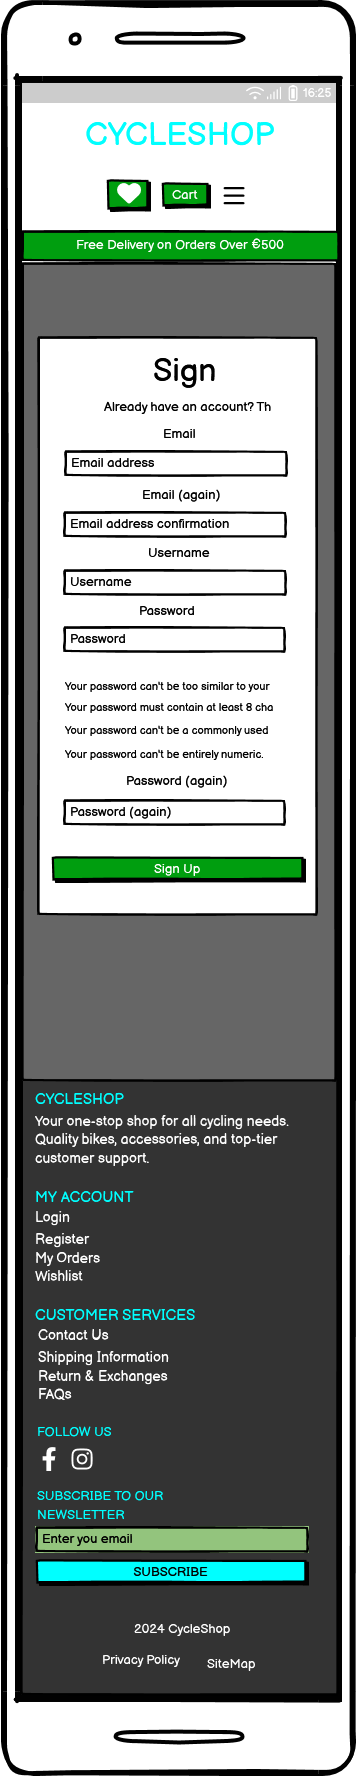 16:25
CYCLESHOP
Cart
Free Delivery on Orders Over €500
Sign
Already have an account? Th
Email
Email address
Email (again)
Email address confirmation
Username
Username
Password
Password
Your password can't be too similar to your
Your password must contain at least 8 cha
Your password can't be a commonly used
Your password can't be entirely numeric.
Password (again)
Password (again)
Sign Up
CYCLESHOP
Your one-stop shop for all cycling needs.
Quality bikes, accessories, and top-tier
customer support.
MY ACCOUNT
Login
Register
My Orders
Wishlist
CUSTOMER SERVICES
Contact Us
Shipping Information
Return & Exchanges
FAQs
FOLLOW US
SUBSCRIBE TO OUR
NEWSLETTER
Enter you email
SUBSCRIBE
2024 CycleShop
Privacy Policy SiteMap